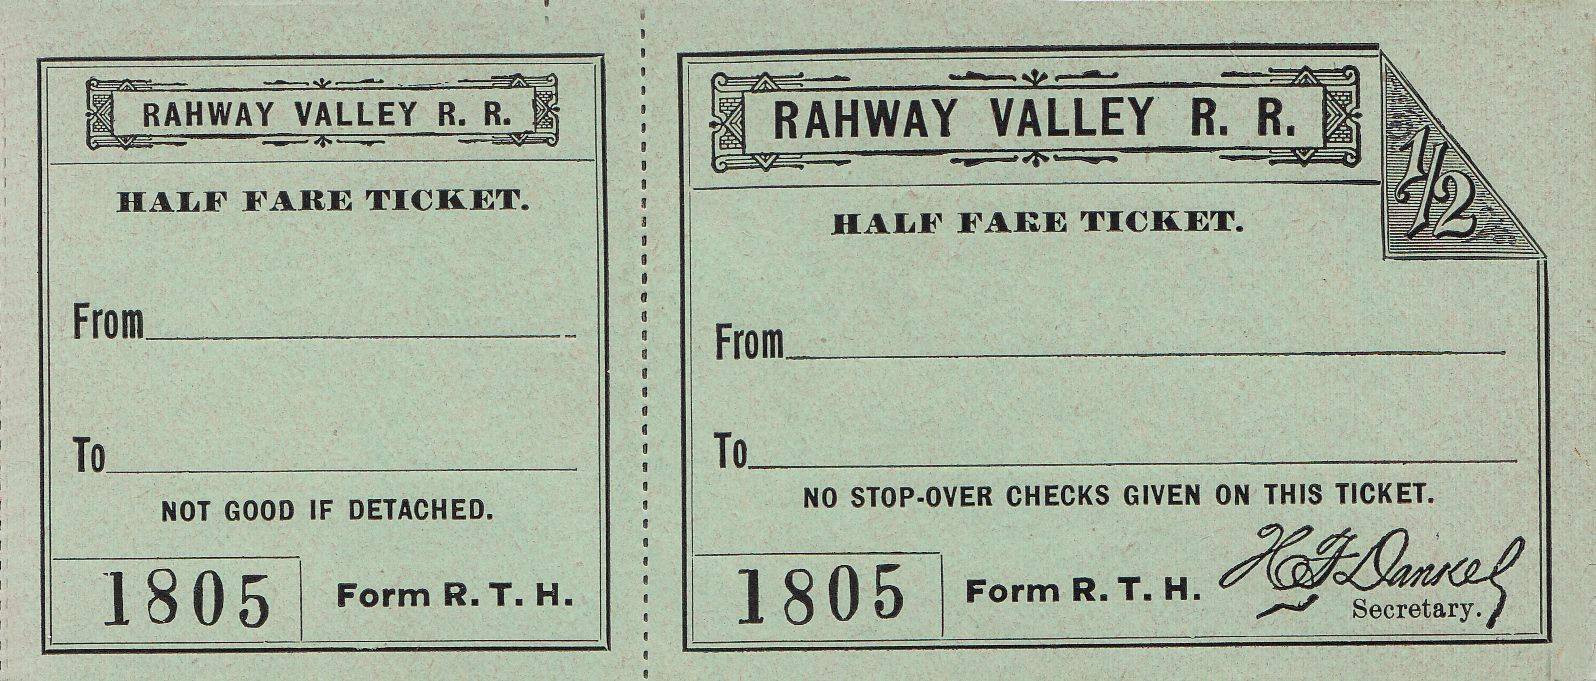 RAHWAY VALLEY R. R.
HALF FARE TICKET.
From
To
NOT GOOD IF DETACHED.
1805
Form R. T. H.
RAHWAY VALLEY R. R.
1/2
HALF FARE TICKET.
From
To
NO STOP-OVER CHECKS GIVEN ON THIS TICKET.
1805
Form R. T. H.
H F Dankel
Secretary.